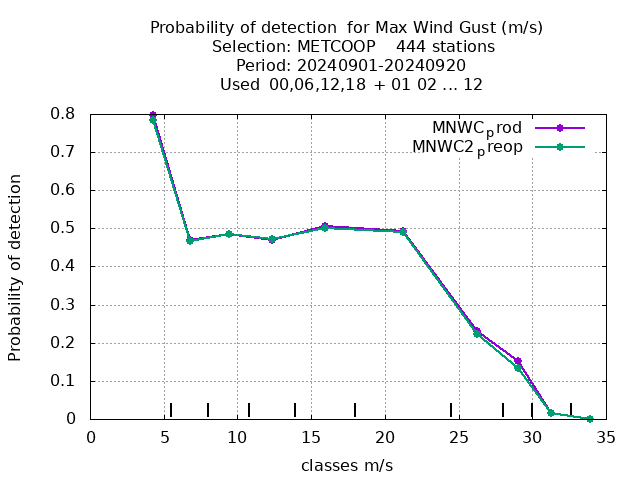 Probability of detection  for Max Wind Gust (m/s)
Selection: METCOOP    444 stations
Period: 20240901-20240920
Used  00,06,12,18  + 01 02 ... 12
MNWCprod
MNWC2preop
Probability of detection
0.8
0.7
0.6
0.5
0.4
0.3
0.2
0.1
0
0 5 10 15 20 25 30 35
classes m/s